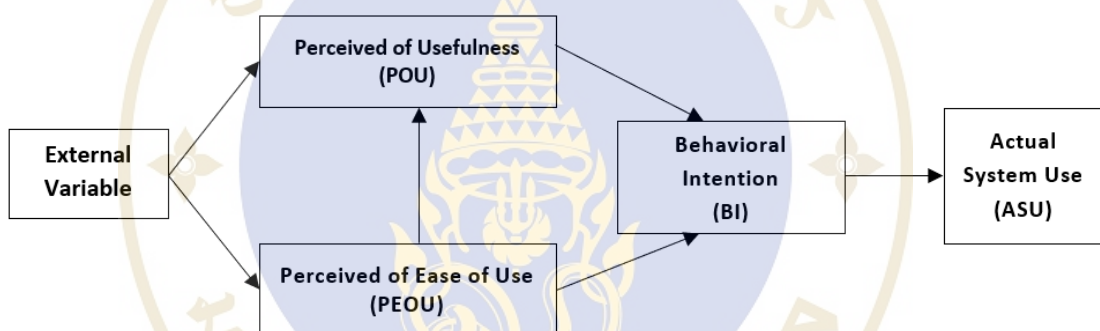 Perceived of Usefulness
(POU)
External
Variable
Behavioral
Intention
(BI)
Actual
System Use
(ASU)
Perceived of Ease of Use
(PEOU)